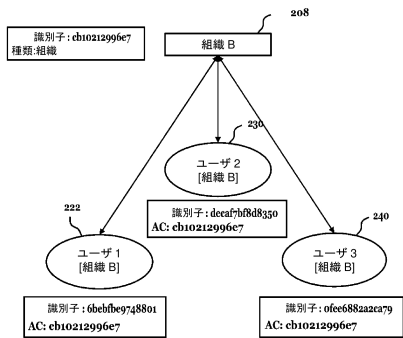 208
組織 B
識別子 : cb10212996e7
種類:組織
230
ユーザ 2
[組織 B]
識別子 : deeaf7bf8d8350
AC: cb10212996e7
222
ユーザ 1
[組織 B]
識別子 : 6bebfbe9748801
AC: cb10212996e7
240
ユーザ 3
[組織 B]
識別子 : 0fee6882a2ca79
AC: cb10212996e7